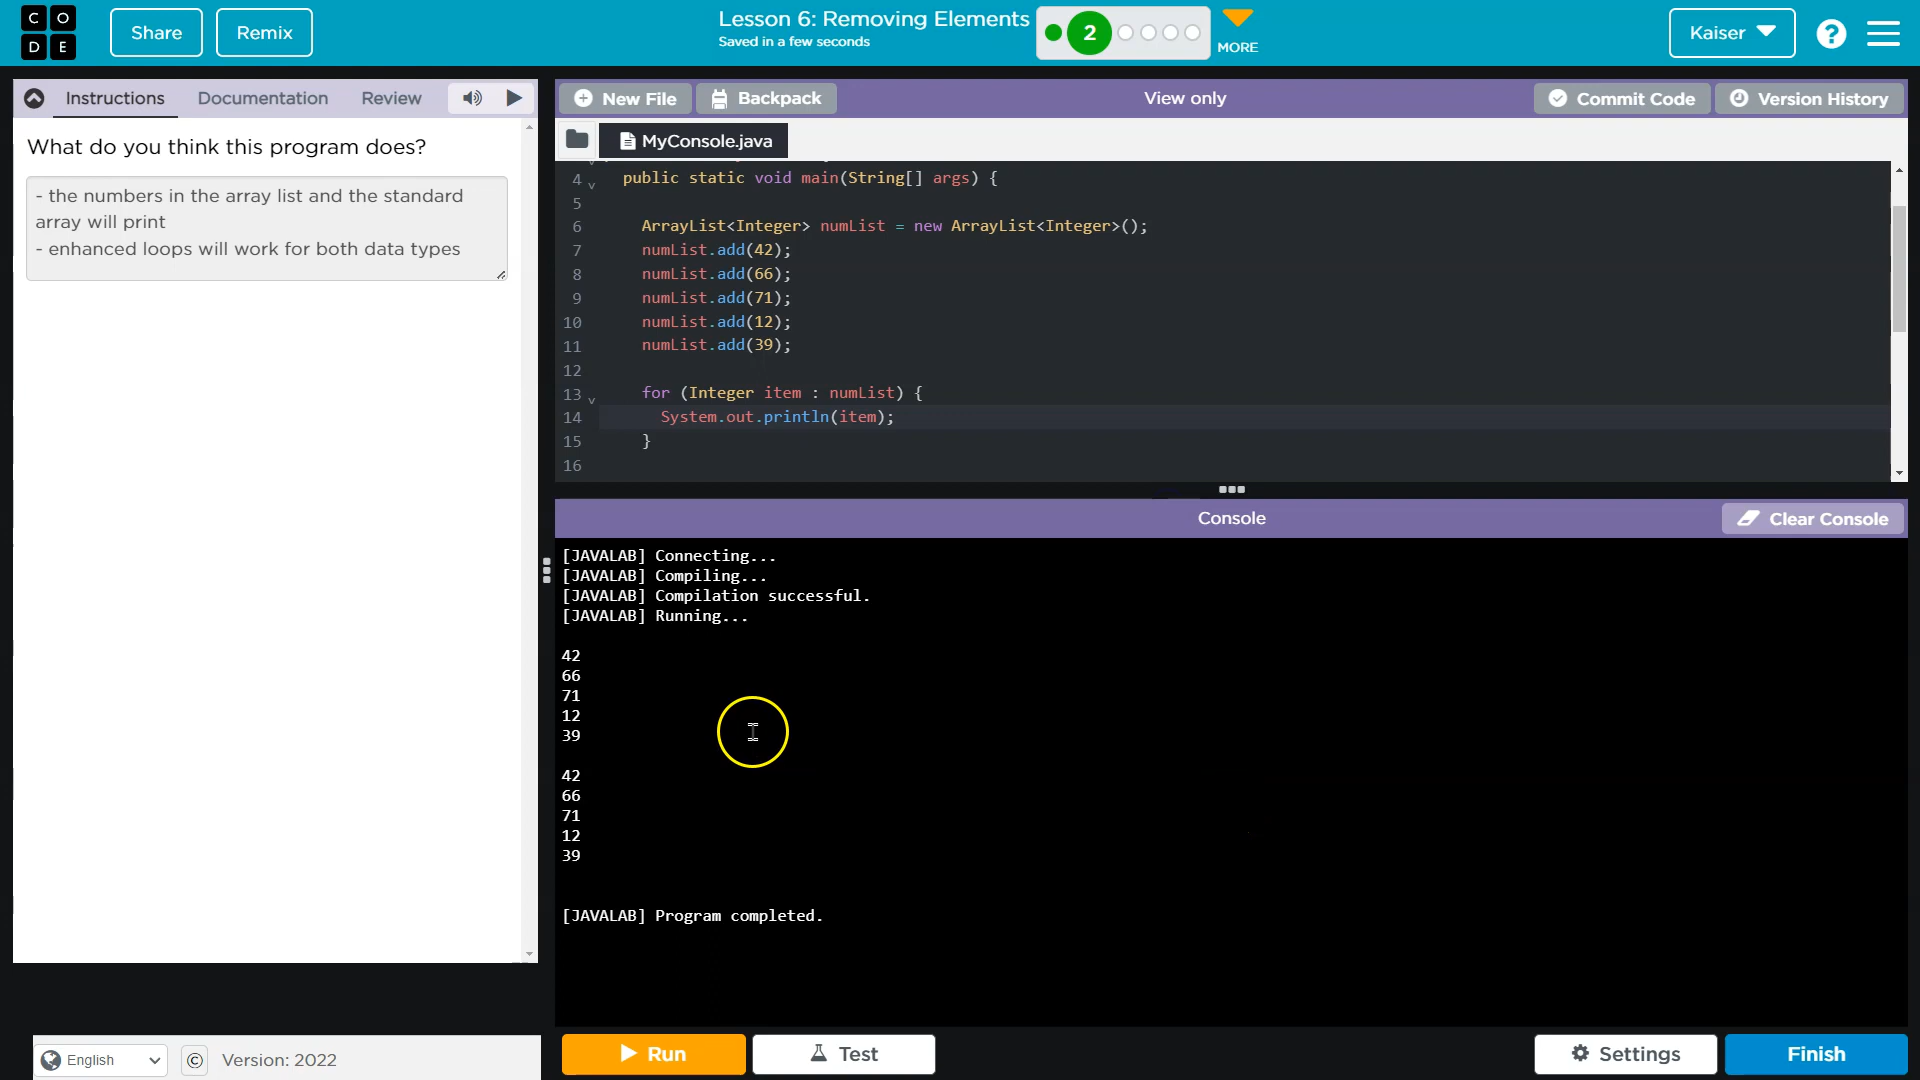 C O
D E
Share
Remix
Lesson 6: Removing Elements
Saved in a few seconds
2
MORE
Kaiser
?
Instructions
Documentation
Review
New File
Backpack
View only
Commit Code
Version History
What do you think this program does?
- the numbers in the array list and the standard
array will print
- enhanced loops will work for both data types
MyConsole.java
4 public static void main(String[] args) {
5
6 ArrayList<Integer> numList = new ArrayList<Integer>();
7 numList.add(42);
8 numList.add(66);
9 numList.add(71);
10 numList.add(12);
11 numList.add(39);
12
13 for (Integer item : numList) {
14 System.out.println(item);
15 }
16
Console
Clear Console
[JAVALAB] Connecting...
[JAVALAB] Compiling...
[JAVALAB] Compilation successful.
[JAVALAB] Running...
42
66
71
12
39
42
66
71
12
39
[JAVALAB] Program completed.
English
©
Version: 2022
Run
Test
Settings
Finish